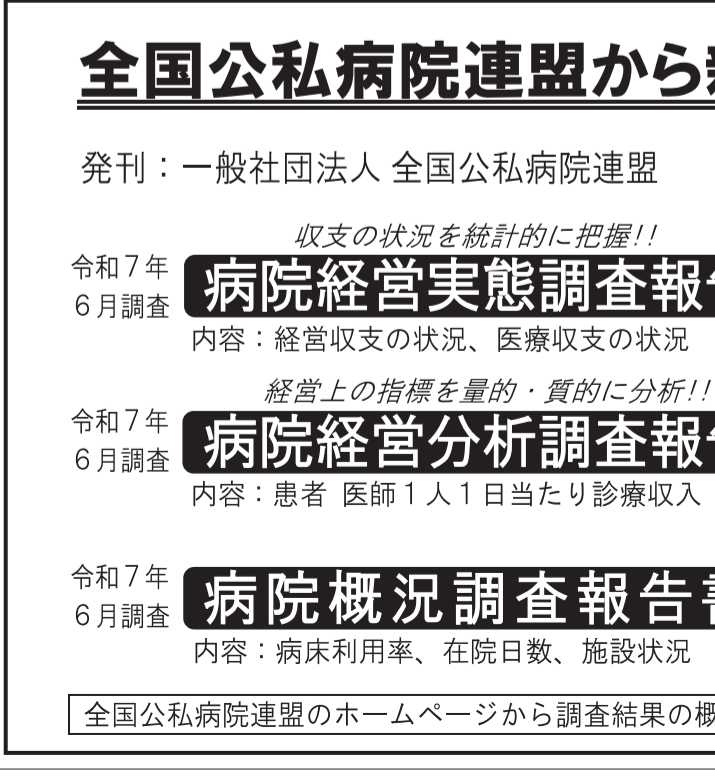 全国公私病院連盟から
発刊：一般社団法人 全国公私病院連盟
収支の状況を統計的に把握!!
令和７年
６月調査
病院経営実態調査報告
内容：経営収支の状況、医療収支の状況
経営上の指標を量的・質的に分析!!
令和７年
６月調査
病院経営分析調査報告
内容：患者 医師１人１日当たり診療収入
令和７年
６月調査
病院概況調査報告書
内容：病床利用率、在院日数、施設状況
全国公私病院連盟のホームページから調査結果の概